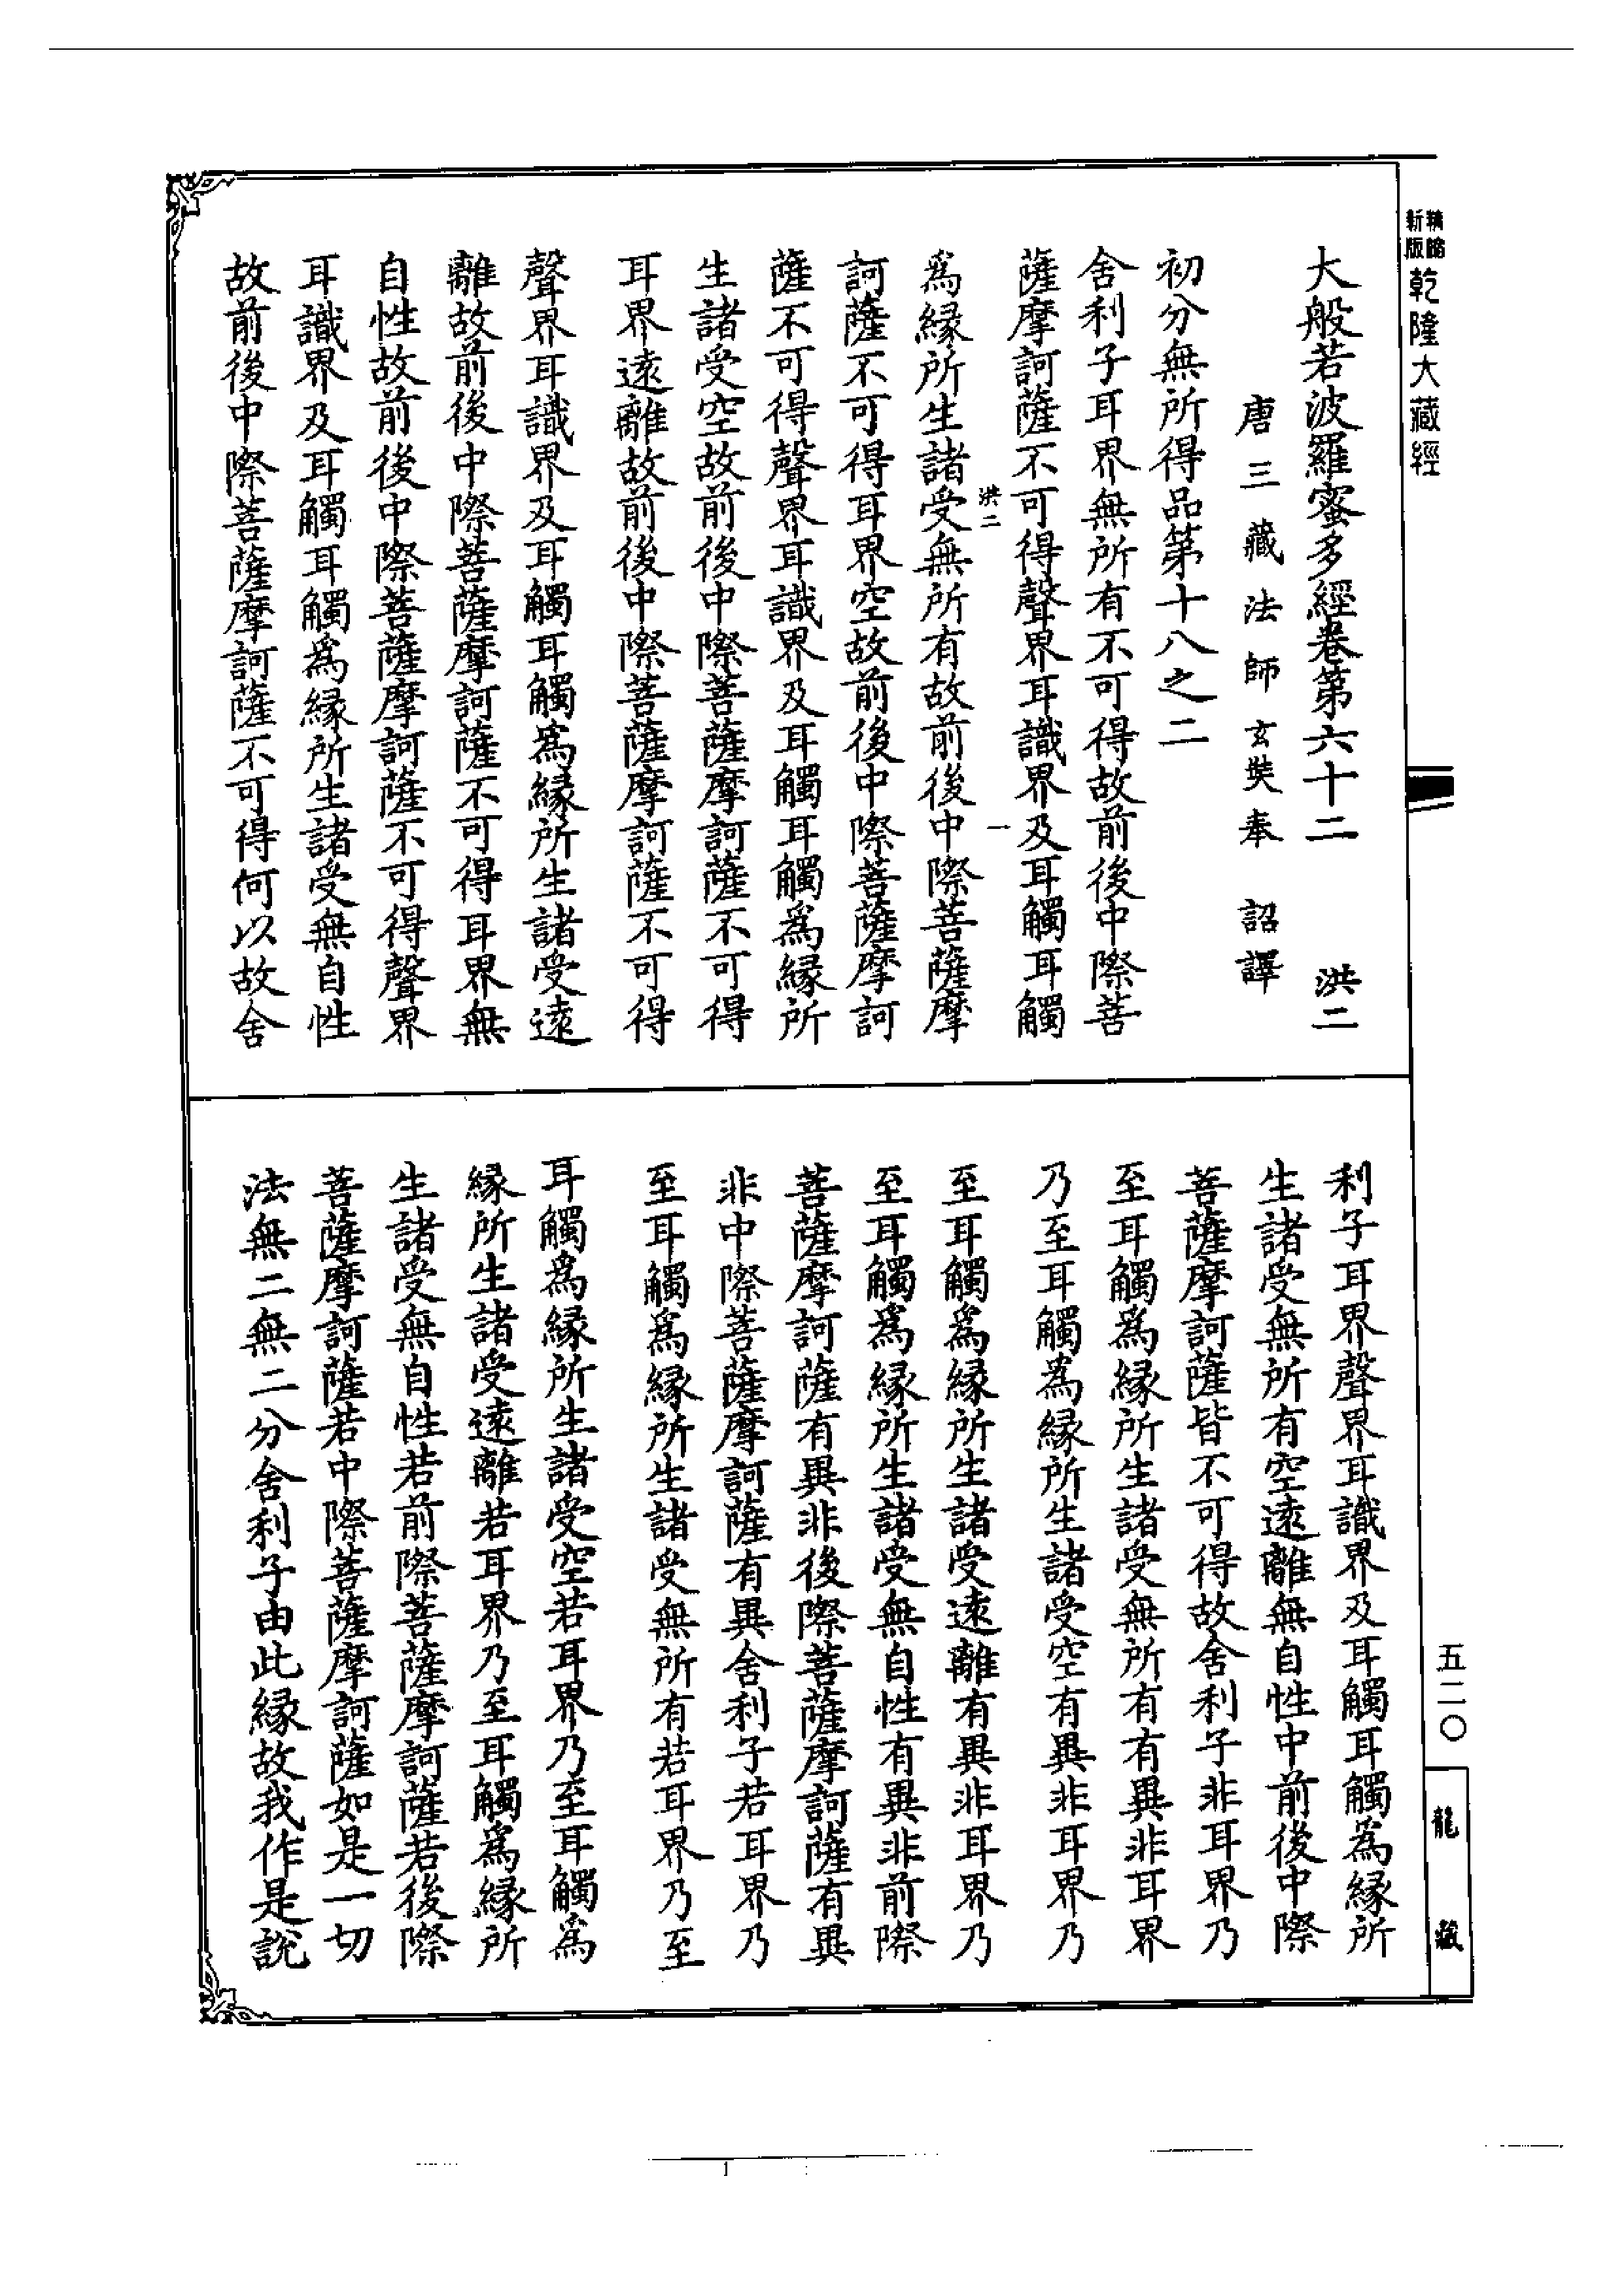 精縮新版
乾隆大藏經
大般若波羅蜜多經卷第六十二 洪二
唐三藏法師玄奘奉 詔譯
初分無所得品第十八之二
舍利子耳界無所有不可得故前後中際菩
薩摩訶薩不可得聲界耳識界及耳觸耳觸
洪二 一
爲緣所生諸受無所有故前後中際菩薩摩
訶薩不可得耳界空故前後中際菩薩摩訶
薩不可得聲界耳識界及耳觸耳觸爲緣所
生諸受空故前後中際菩薩摩訶薩不可得
耳界遠離故前後中際菩薩摩訶薩不可得
聲界耳識界及耳觸耳觸爲緣所生諸受遠
離故前後中際菩薩摩訶薩不可得耳界無
自性故前後中際菩薩摩訶薩不可得聲界
耳識界及耳觸耳觸爲緣所生諸受無自性
故前後中際菩薩摩訶薩不可得何以故舍
利子耳界聲界耳識界及耳觸耳觸爲緣所
生諸受無所有空遠離無自性中前後中際
菩薩摩訶薩皆不可得故舍利子非耳界乃
至耳觸爲緣所生諸受無所有有異非耳界
乃至耳觸爲緣所生諸受空有異非耳界乃
至耳觸爲緣所生諸受遠離有異非耳界乃
至耳觸爲緣所生諸受無自性有異非前際
菩薩摩訶薩有異非後際菩薩摩訶薩有異
非中際菩薩摩訶薩有異舍利子若耳界乃
至耳觸爲緣所生諸受無所有若耳界乃至
耳觸爲緣所生諸受空若耳界乃至耳觸爲
緣所生諸受遠離若耳界乃至耳觸爲緣所
生諸受無自性若前際菩薩摩訶薩若後際
菩薩摩訶薩若中際菩薩摩訶薩如是一切
法無二無二分舍利子由此緣故我作是說
五二〇
龍藏
1